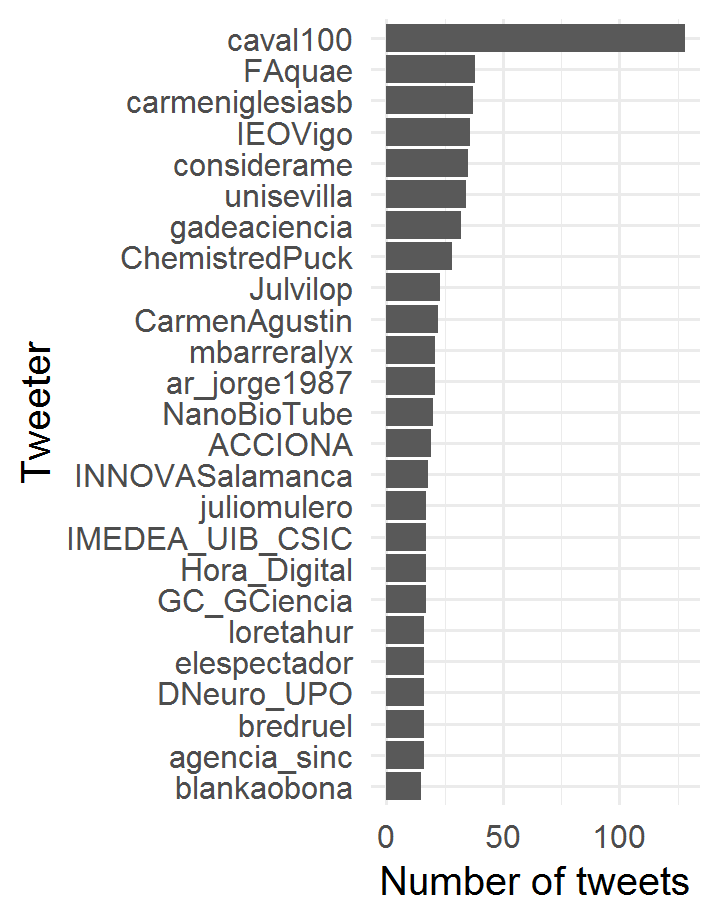 caval100
FAquae
carmeniglesiasb
IEOVigo
considerame
unisevilla
gadeaciencia
ChemistredPuck
Julvilop
CarmenAgustin
mbarreralyx
ar_jorge1987
NanoBioTube
ACCIONA
INNOVASalamanca
juliomulero
IMEDEA_UIB_CSIC
Hora_Digital
GC_GCiencia
loretahur
elespectador
DNeuro_UPO
bredruel
agencia_sinc
blankaobona
Tweeter
0 50 100
Number of tweets